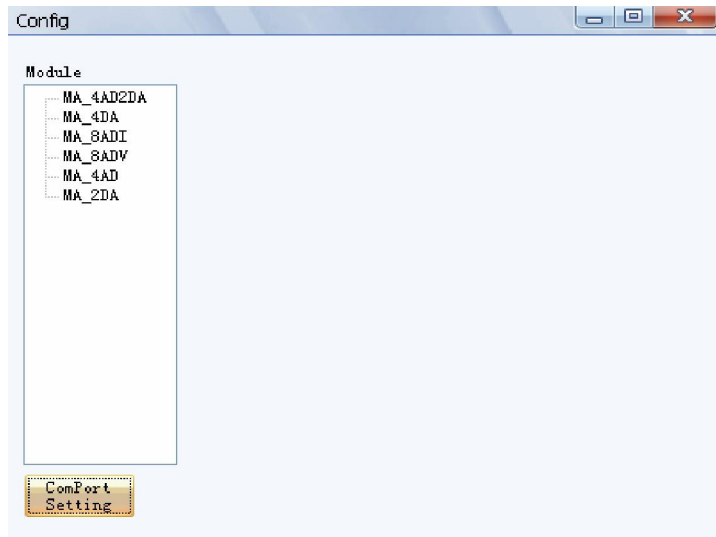 Config
Module
MA_4AD2DA
MA_4DA
MA_8ADI
MA_8ADV
MA_4AD
MA_2DA
ComPort
Setting